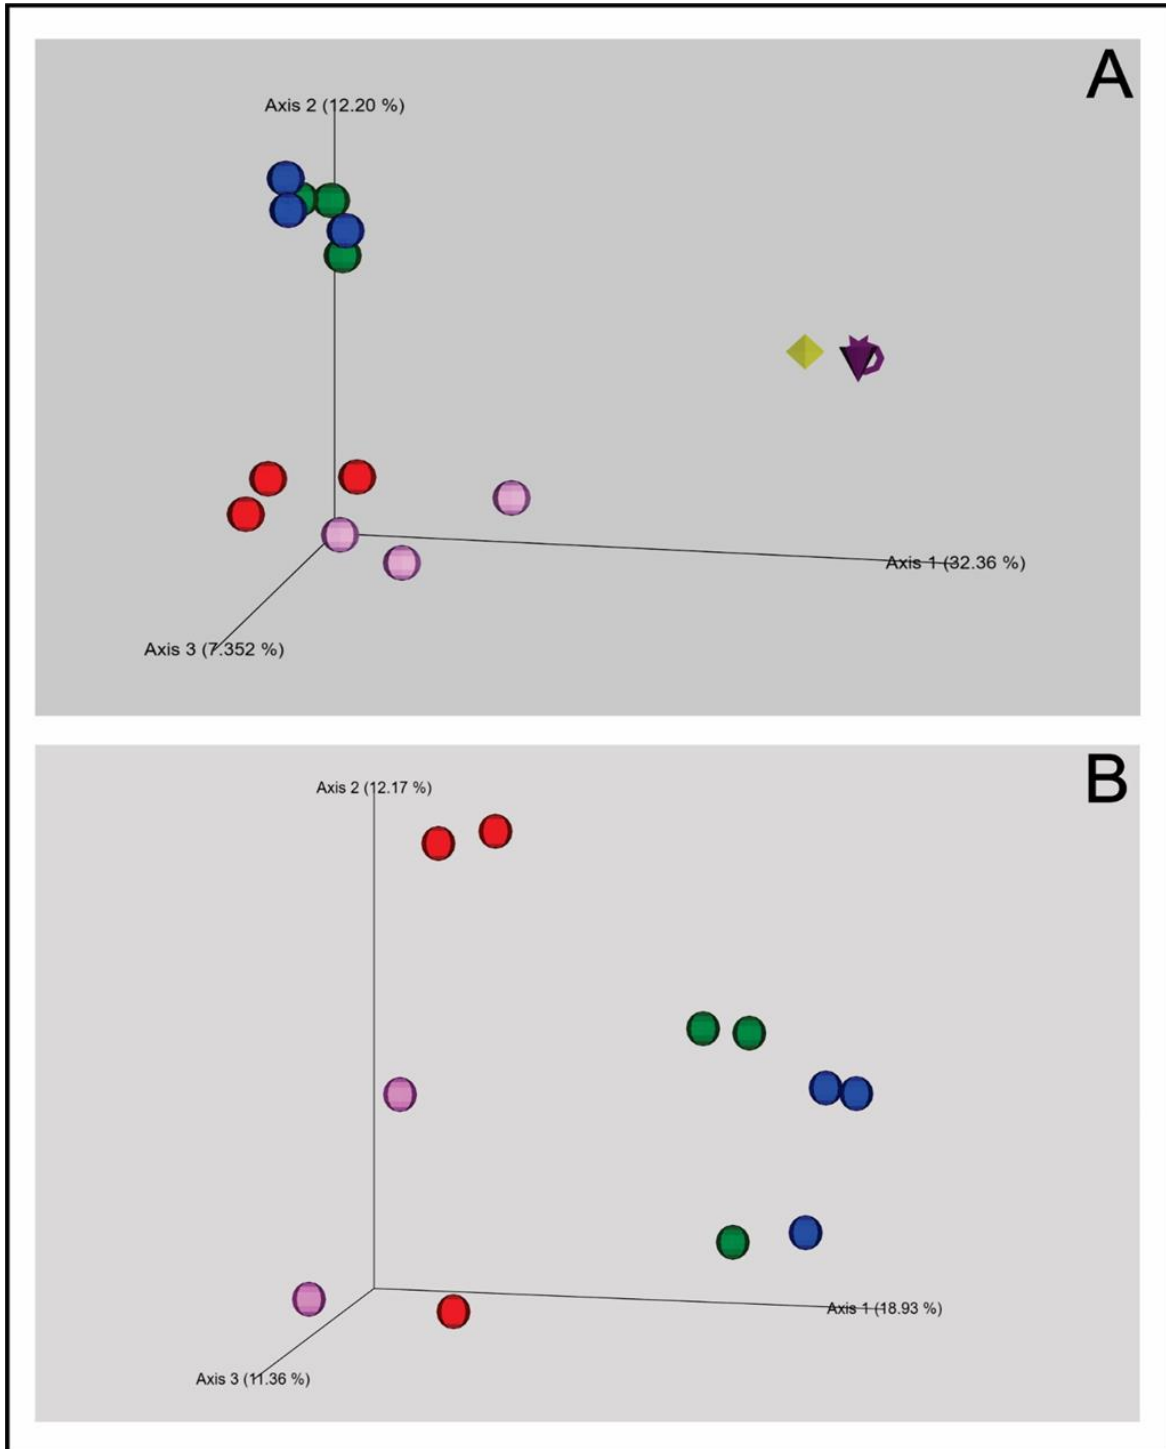 A
Axis 2 (12.20 %)
Axis 1 (32.36 %)
Axis 3 (7.352 %)
B
Axis 2 (12.17 %)
Axis 1 (18.93 %)
Axis 3 (11.36 %)